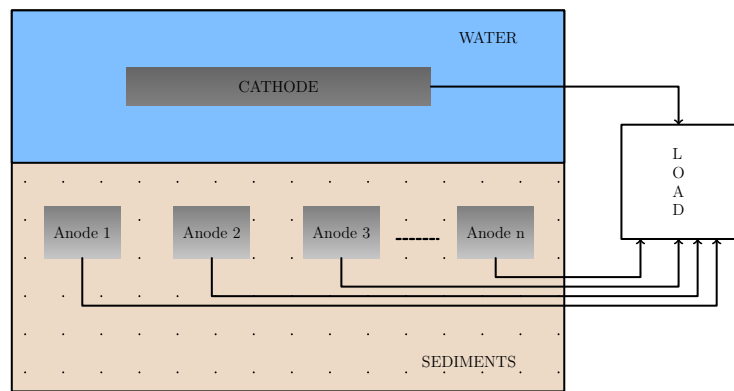 WATER
CATHODE
L
O
A
D
Anode 1
Anode 2
Anode 3
Anode n
SEDIMENTS